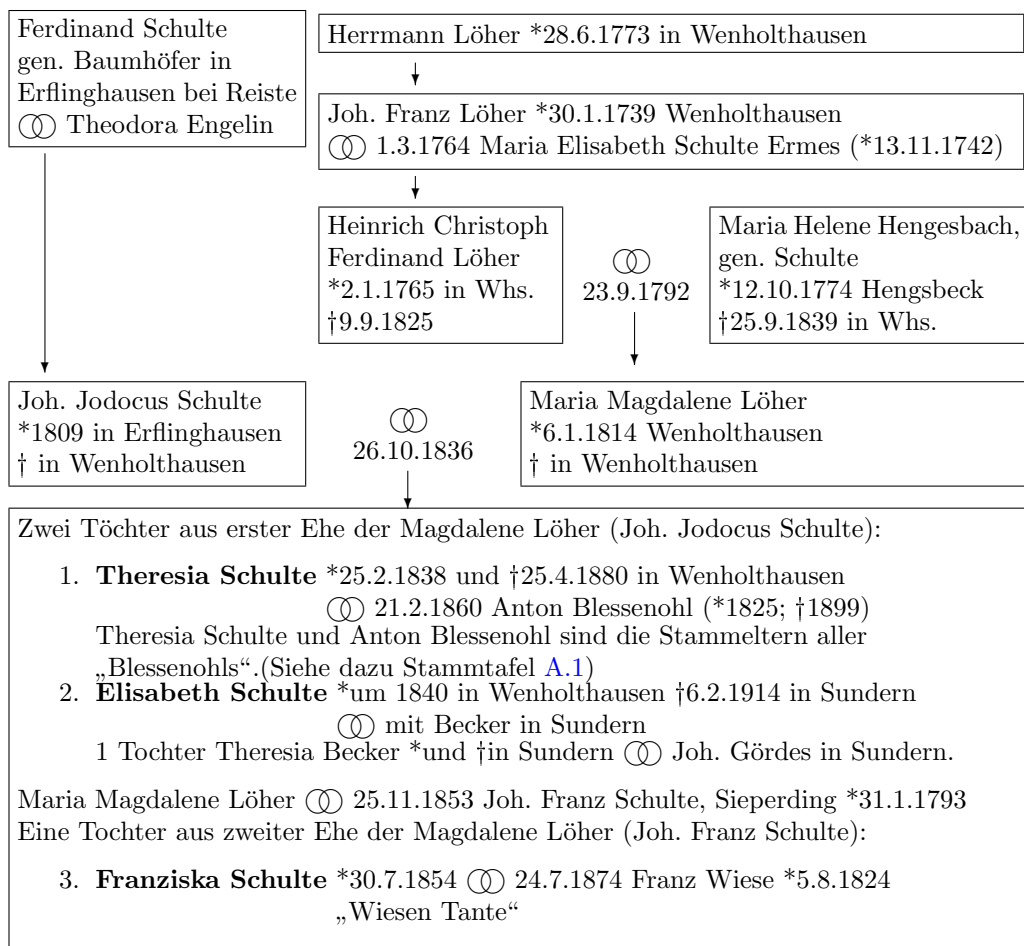 Ferdinand Schulte
gen. Baumhöfer in
Erflinghausen bei Reiste
Theodora Engelin
Herrmann Löher *28.6.1773 in Wenholthausen
Joh. Franz Löher *30.1.1739 Wenholthausen
1.3.1764 Maria Elisabeth Schulte Ermes (*13.11.1742)
Heinrich Christoph
Ferdinand Löher
*2.1.1765 in Whs.
†9.9.1825
23.9.1792
Maria Helene Hengesbach,
gen. Schulte
*12.10.1774 Hengsbeck
†25.9.1839 in Whs.
Joh. Jodocus Schulte
*1809 in Erflinghausen
† in Wenholthausen
26.10.1836
Maria Magdalene Löher
*6.1.1814 Wenholthausen
† in Wenholthausen
Zwei Töchter aus erster Ehe der Magdalene Löher (Joh. Jodocus Schulte):
1. Theresia Schulte *25.2.1838 und †25.4.1880 in Wenholthausen
21.2.1860 Anton Blessenohl (*1825; †1899)
Theresia Schulte und Anton Blessenohl sind die Stammeltern aller
„Blessenohls“.(Siehe dazu Stammtafel A.1)
2. Elisabeth Schulte *um 1840 in Wenholthausen †6.2.1914 in Sundern
mit Becker in Sundern
1 Tochter Theresia Becker *und †in Sundern Joh. Gördes in Sundern.
Maria Magdalene Löher 25.11.1853 Joh. Franz Schulte, Sieperding *31.1.1793
Eine Tochter aus zweiter Ehe der Magdalene Löher (Joh. Franz Schulte):
3. Franziska Schulte *30.7.1854 24.7.1874 Franz Wiese *5.8.1824
„Wiesen Tante“